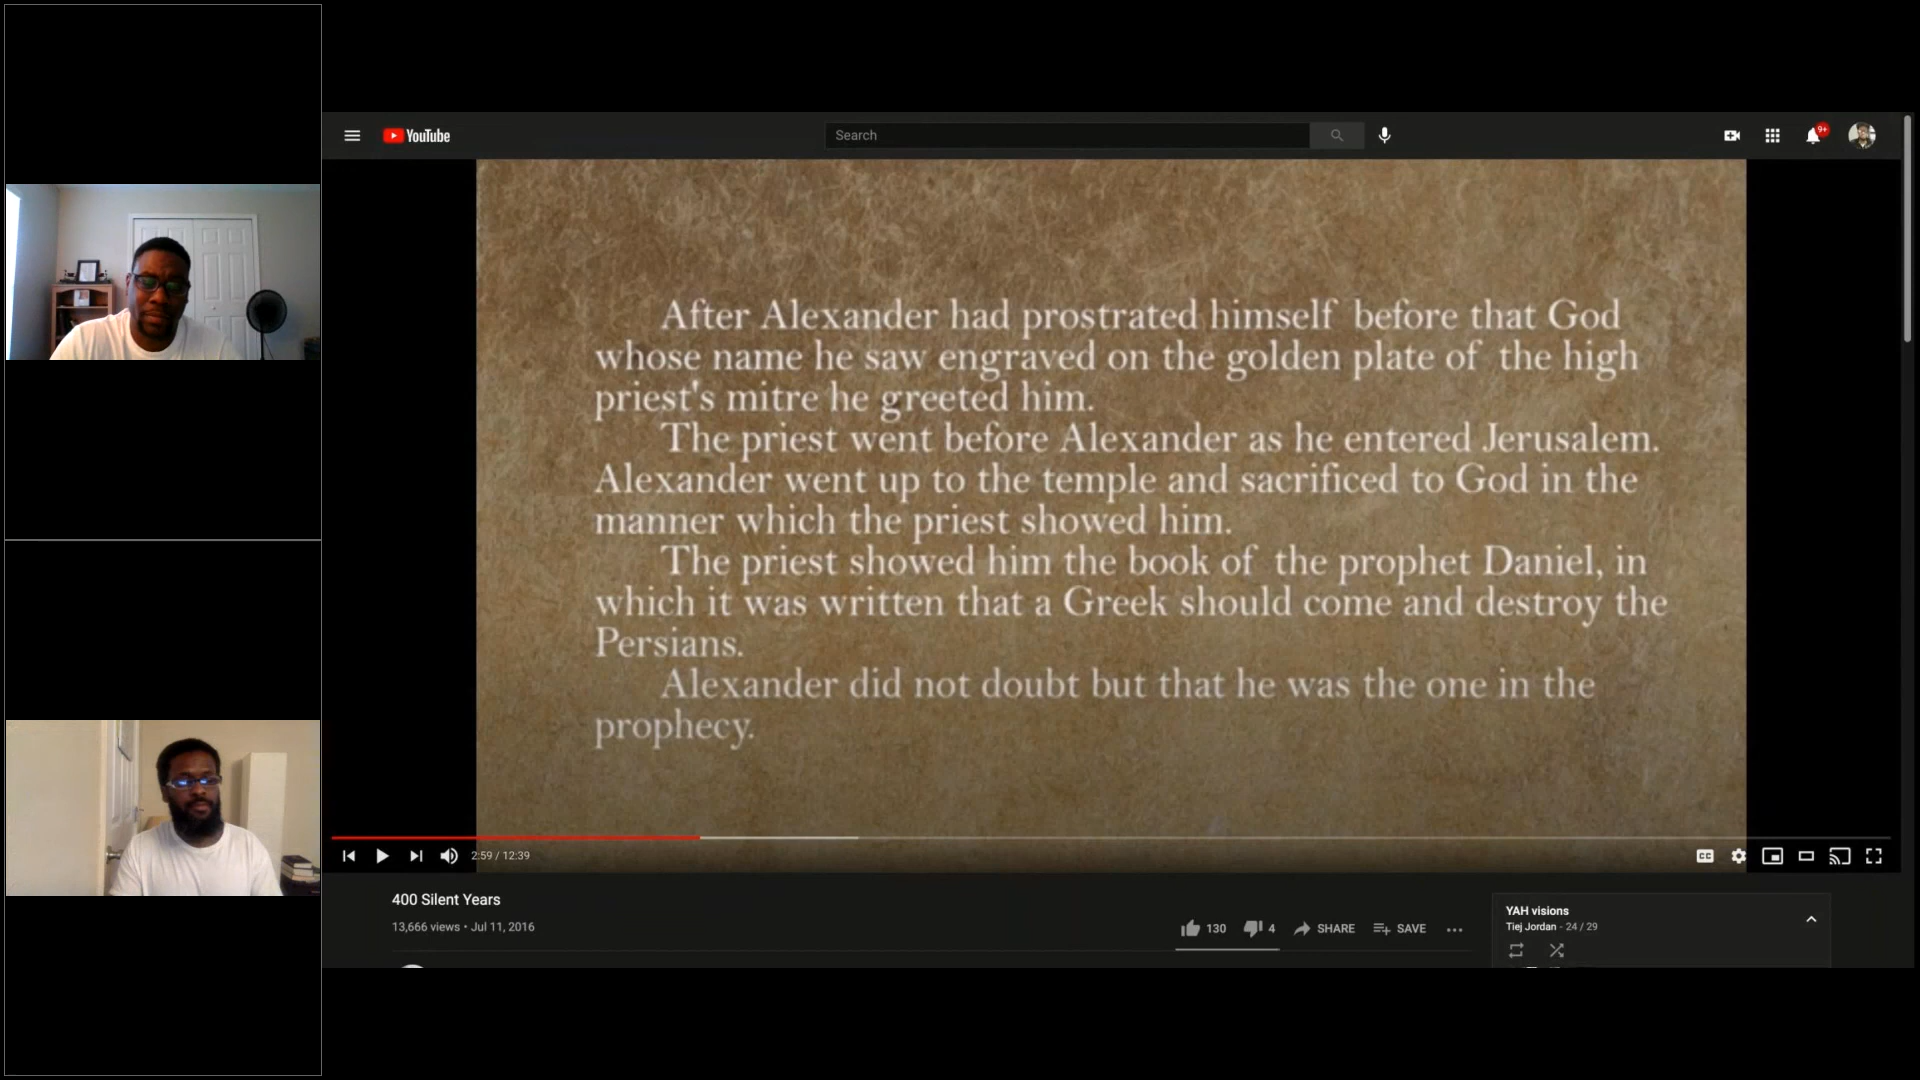 YouTube
Search
9+
After Alexander had prostrated himself before that God
whose name he saw engraved on the golden plate of the high
priest's mitre he greeted him.
The priest went before Alexander as he entered Jerusalem.
Alexander went up to the temple and sacrificed to God in the
manner which the priest showed him.
The priest showed him the book of the prophet Daniel, in
which it was written that a Greek should come and destroy the
Persians.
Alexander did not doubt but that he was the one in the
prophecy.
2:59 / 12:39
CC
400 Silent Years
13,666 views • Jul 11, 2016
130 4 SHARE SAVE
YAH visions
Tiej Jordan - 24 / 29